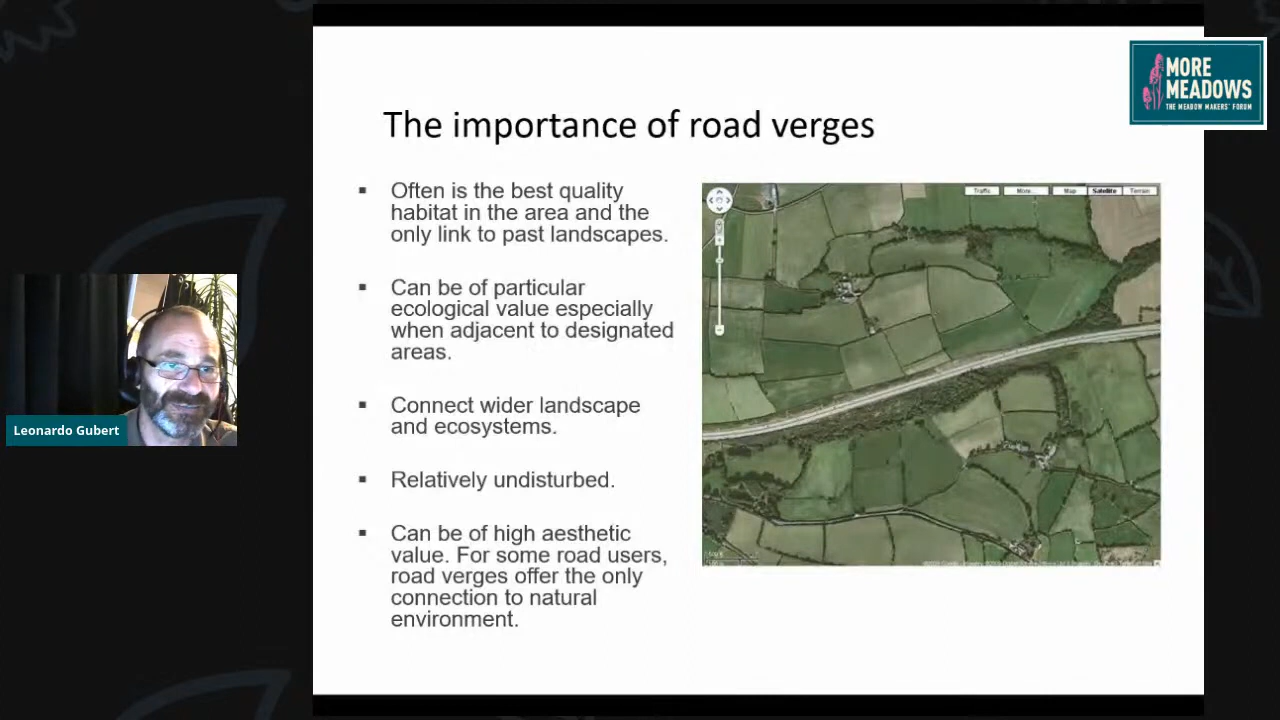 The importance of road verges
MORE
MEADOWS
THE MEADOW MAKERS' FORUM
Often is the best quality
habitat in the area and the
only link to past landscapes.
Can be of particular
ecological value especially
when adjacent to designated
areas.
Connect wider landscape
and ecosystems.
Relatively undisturbed.
Can be of high aesthetic
value. For some road users,
road verges offer the only
connection to natural
environment.
Traffic
More...
Map
Satellite
Terrain
Leonardo Gubert